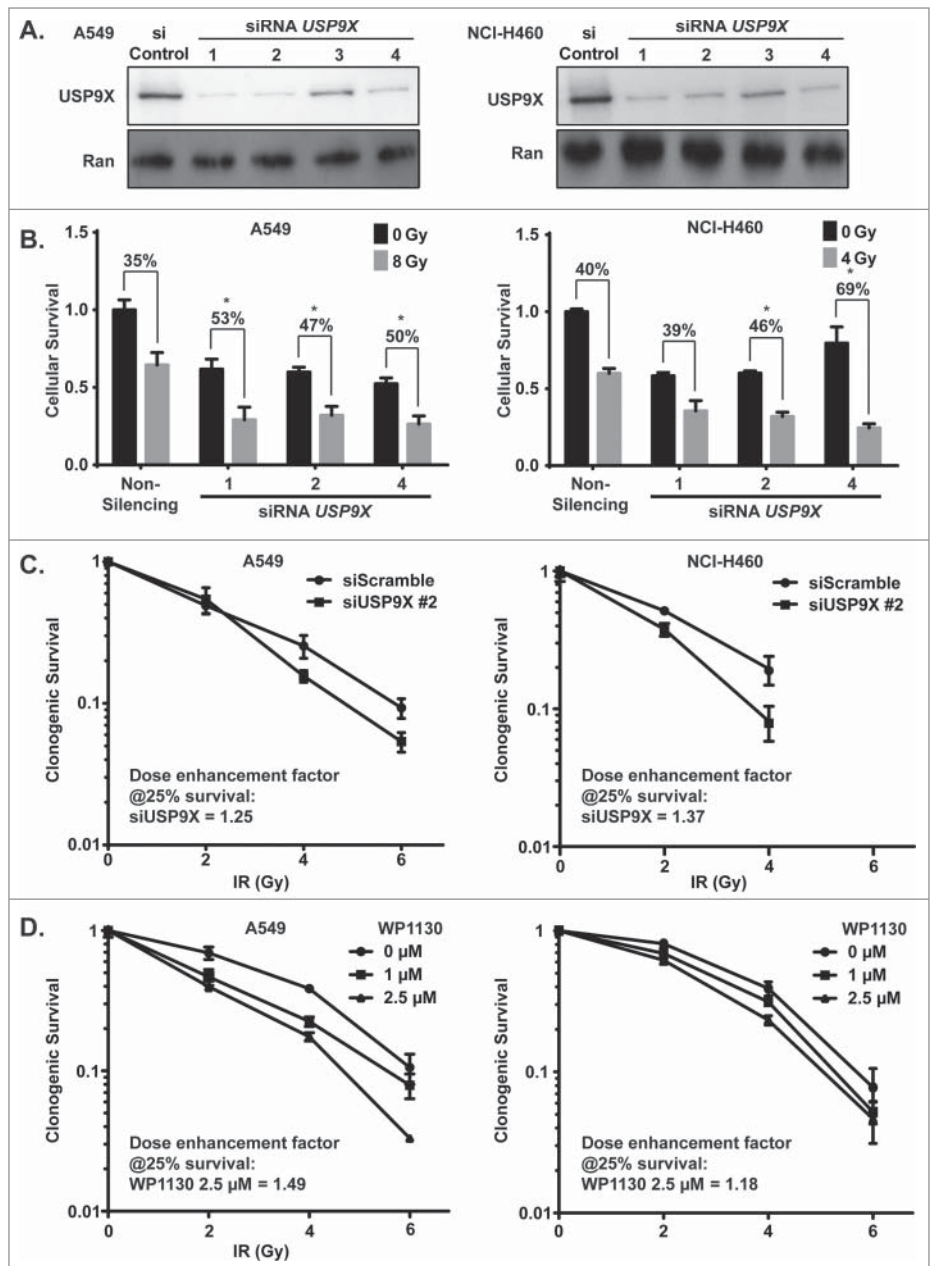 A. A549 si Control siRNA USP9X
1 2 3 4
USP9X
Ran
NCI-H460 si Control siRNA USP9X
1 2 3 4
USP9X
Ran
B. A549
0 Gy
8 Gy
Cellular Survival
1.5
1.0
0.5
0.0
35%
*
53%
*
47%
*
50%
Non-
Silencing
1 2 4
siRNA USP9X
NCI-H460
0 Gy
4 Gy
Cellular Survival
1.5
1.0
0.5
0.0
40%
39%
*
46%
*
69%
Non-
Silencing
1 2 4
siRNA USP9X
C. A549
siScramble
siUSP9X #2
Clonogenic Survival
1
0.1
0.01
Dose enhancement factor
@25% survival:
siUSP9X = 1.25
0 2 4 6
IR (Gy)
NCI-H460
siScramble
siUSP9X #2
Clonogenic Survival
1
0.1
0.01
Dose enhancement factor
@25% survival:
siUSP9X = 1.37
0 2 4 6
IR (Gy)
D. A549 WP1130
0 µM
1 µM
2.5 µM
Clonogenic Survival
1
0.1
0.01
Dose enhancement factor
@25% survival:
WP1130 2.5 µM = 1.49
0 2 4 6
IR (Gy)
WP1130
0 µM
1 µM
2.5 µM
Clonogenic Survival
1
0.1
0.01
Dose enhancement factor
@25% survival:
WP1130 2.5 µM = 1.18
0 2 4 6
IR (Gy)